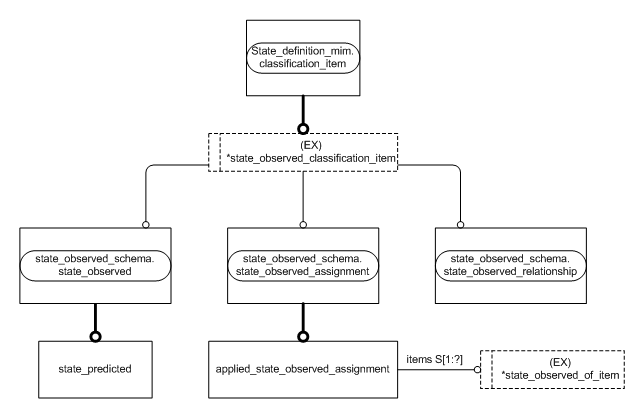 State_definition_mim.
classification_item
(EX)
*state_observed_classification_item
state_observed_schema.
state_observed
state_observed_schema.
state_observed_assignment
state_observed_schema.
state_observed_relationship
state_predicted
applied_state_observed_assignment
items S[1:?]
(EX)
*state_observed_of_item